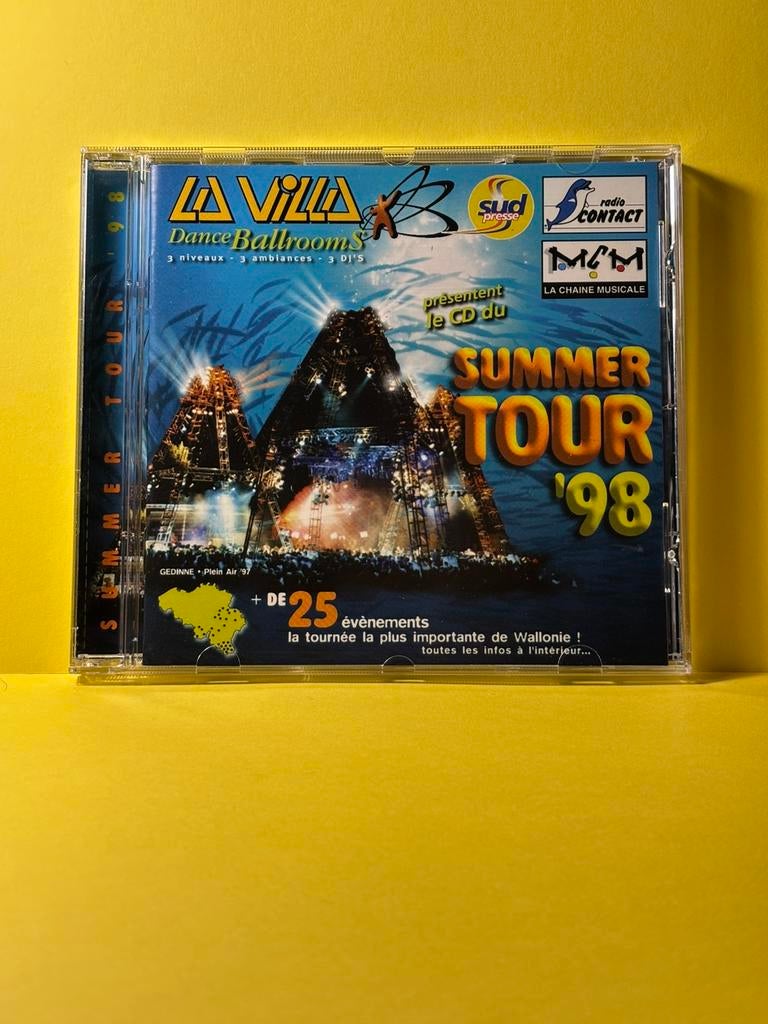 SUMMER TOUR '98
LA VILLA
Dance BallroomS
3 niveaux - 3 ambiances - 3 DJ'S
sud
presse
radio
CONTACT
MCM
LA CHAINE MUSICALE
présentent
le CD du
SUMMER
TOUR
'98
GEDINNE • Plein Air '97
+ DE 25 évènements
la tournée la plus importante de Wallonie !
toutes les infos à l'intérieur...